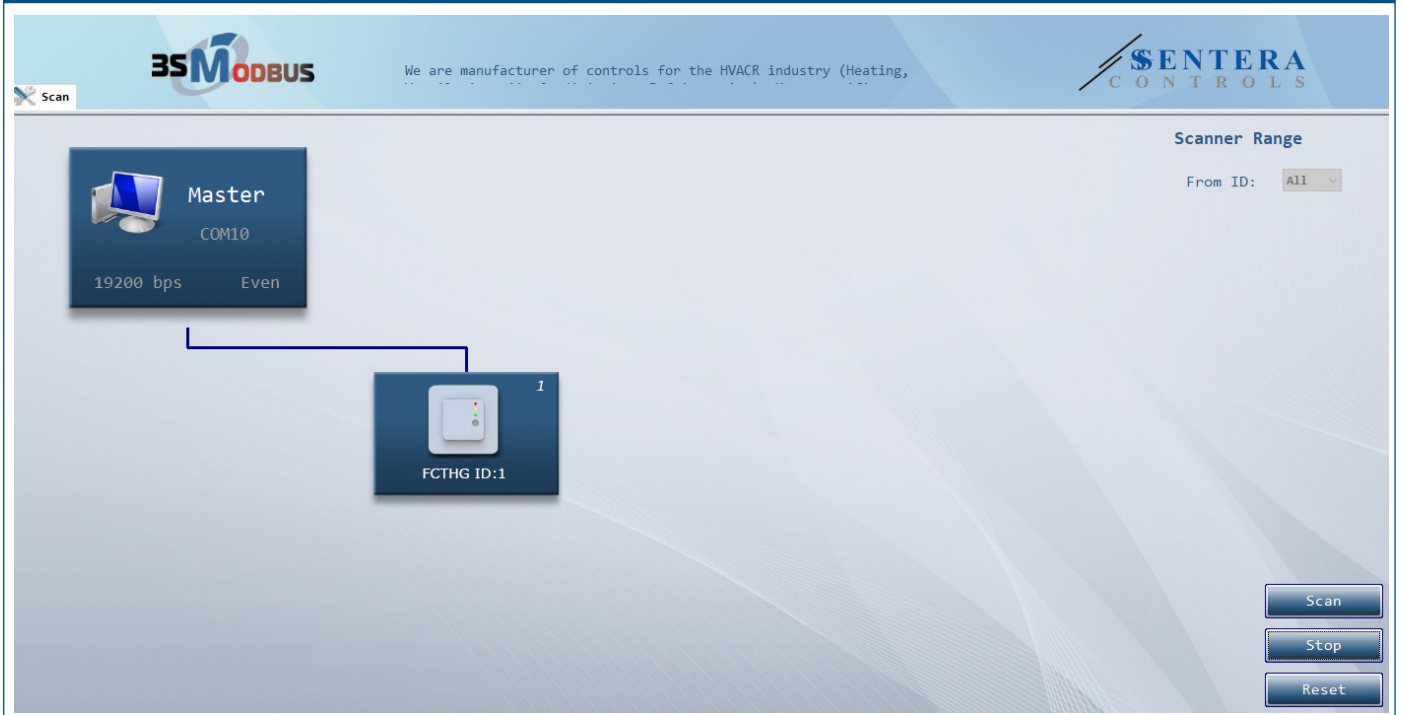 3SMODBUS
We are manufacturer of controls for the HVACR industry (Heating,
SENTERA
CONTROLS
Scan
Scanner Range
From ID: All
Master
COM10
19200 bps Even
1
FCTHG ID:1
Scan
Stop
Reset